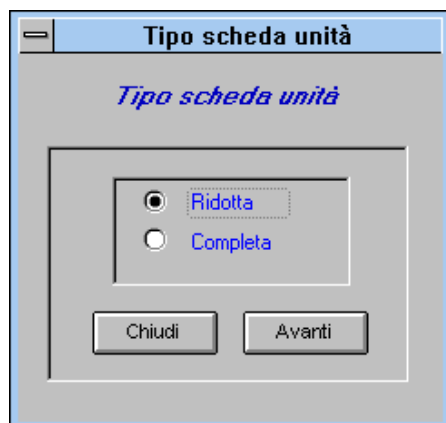 Tipo scheda unità
Tipo scheda unità
Ridotta
Completa
Chiudi Avanti